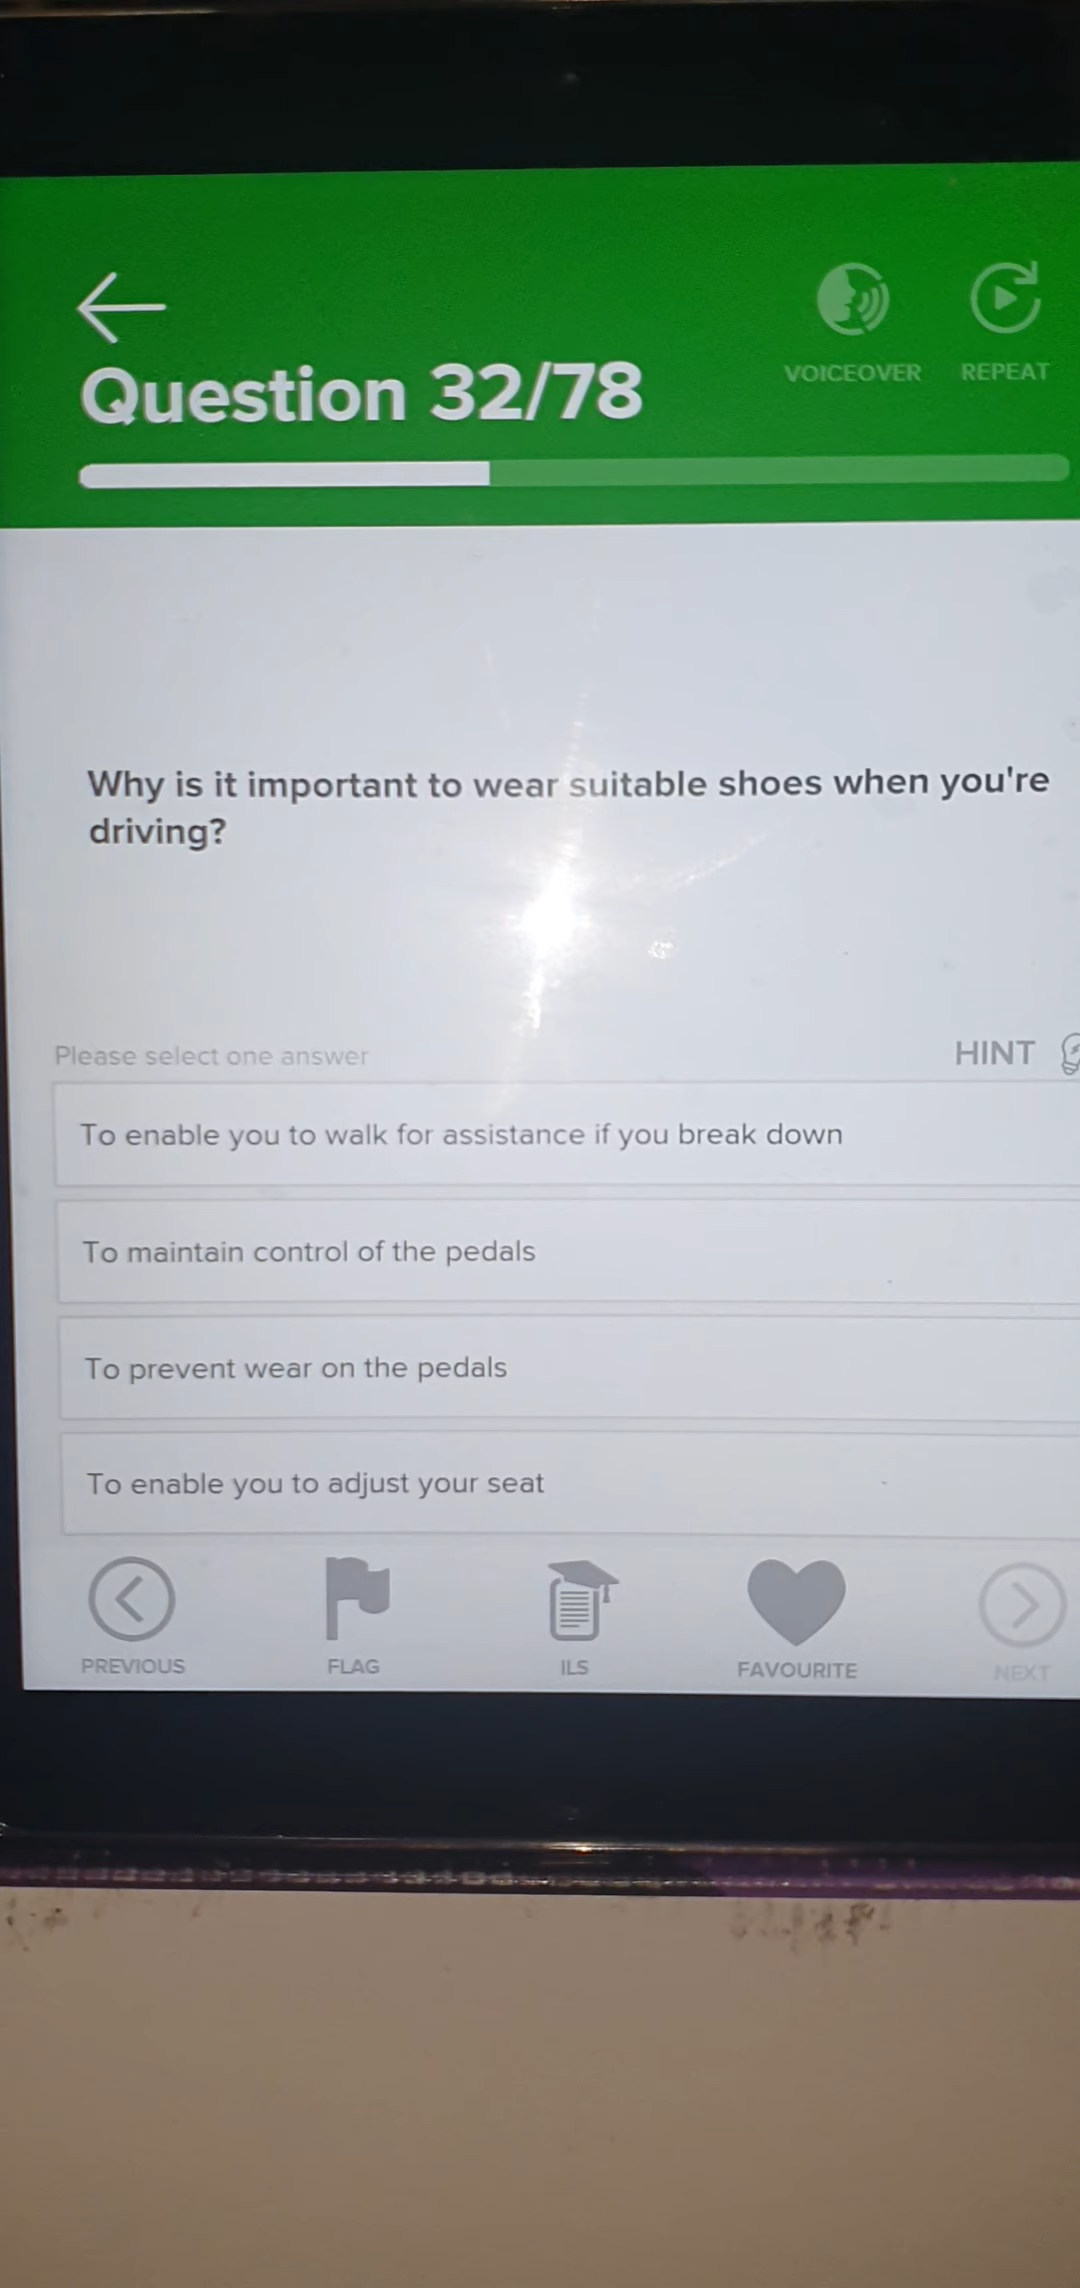 VOICEOVER
REPEAT
Question 32/78
Why is it important to wear suitable shoes when you're
driving?
Please select one answer
HINT
To enable you to walk for assistance if you break down
To maintain control of the pedals
To prevent wear on the pedals
To enable you to adjust your seat
PREVIOUS
FLAG
ILS
FAVOURITE
NEXT